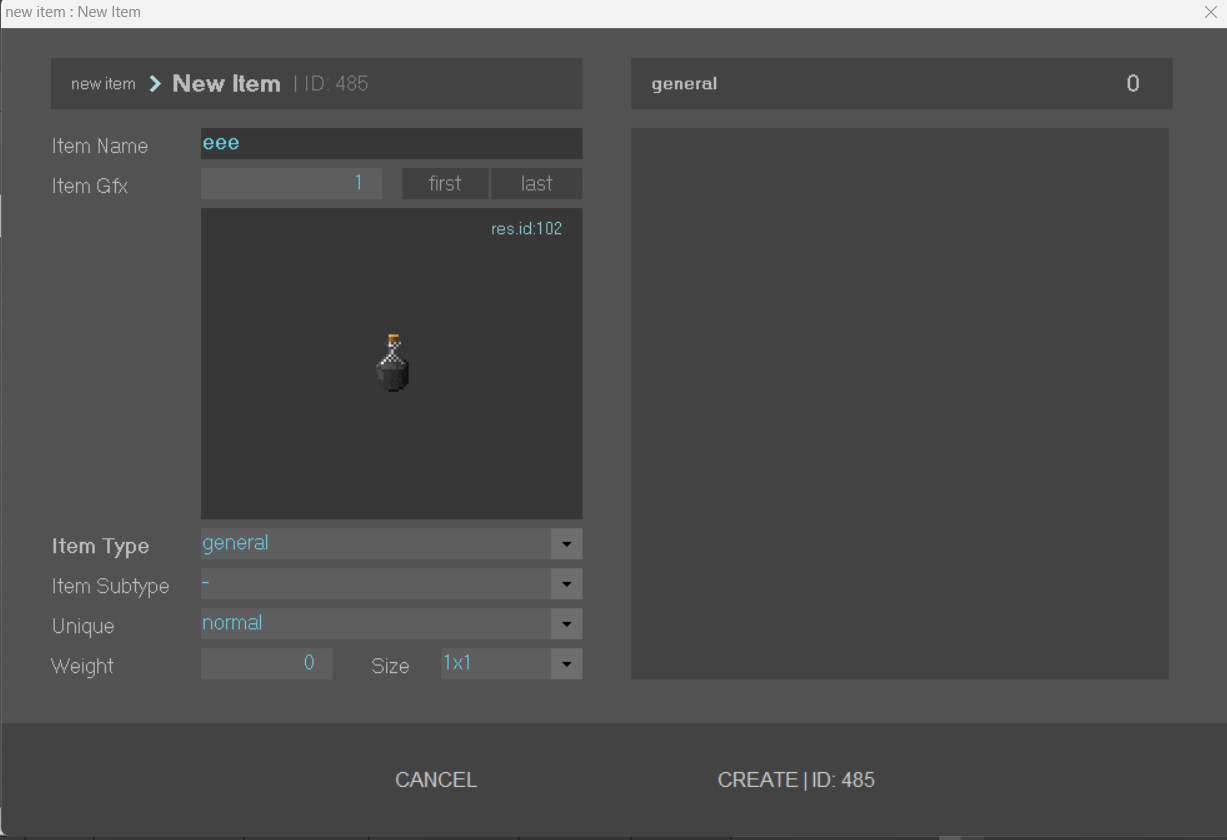 new item : New Item
new item > New Item | ID: 485
general 0
Item Name eee
Item Gfx 1 first last
res.id:102
Item Type general
Item Subtype -
Unique normal
Weight 0 Size 1x1
CANCEL CREATE | ID: 485